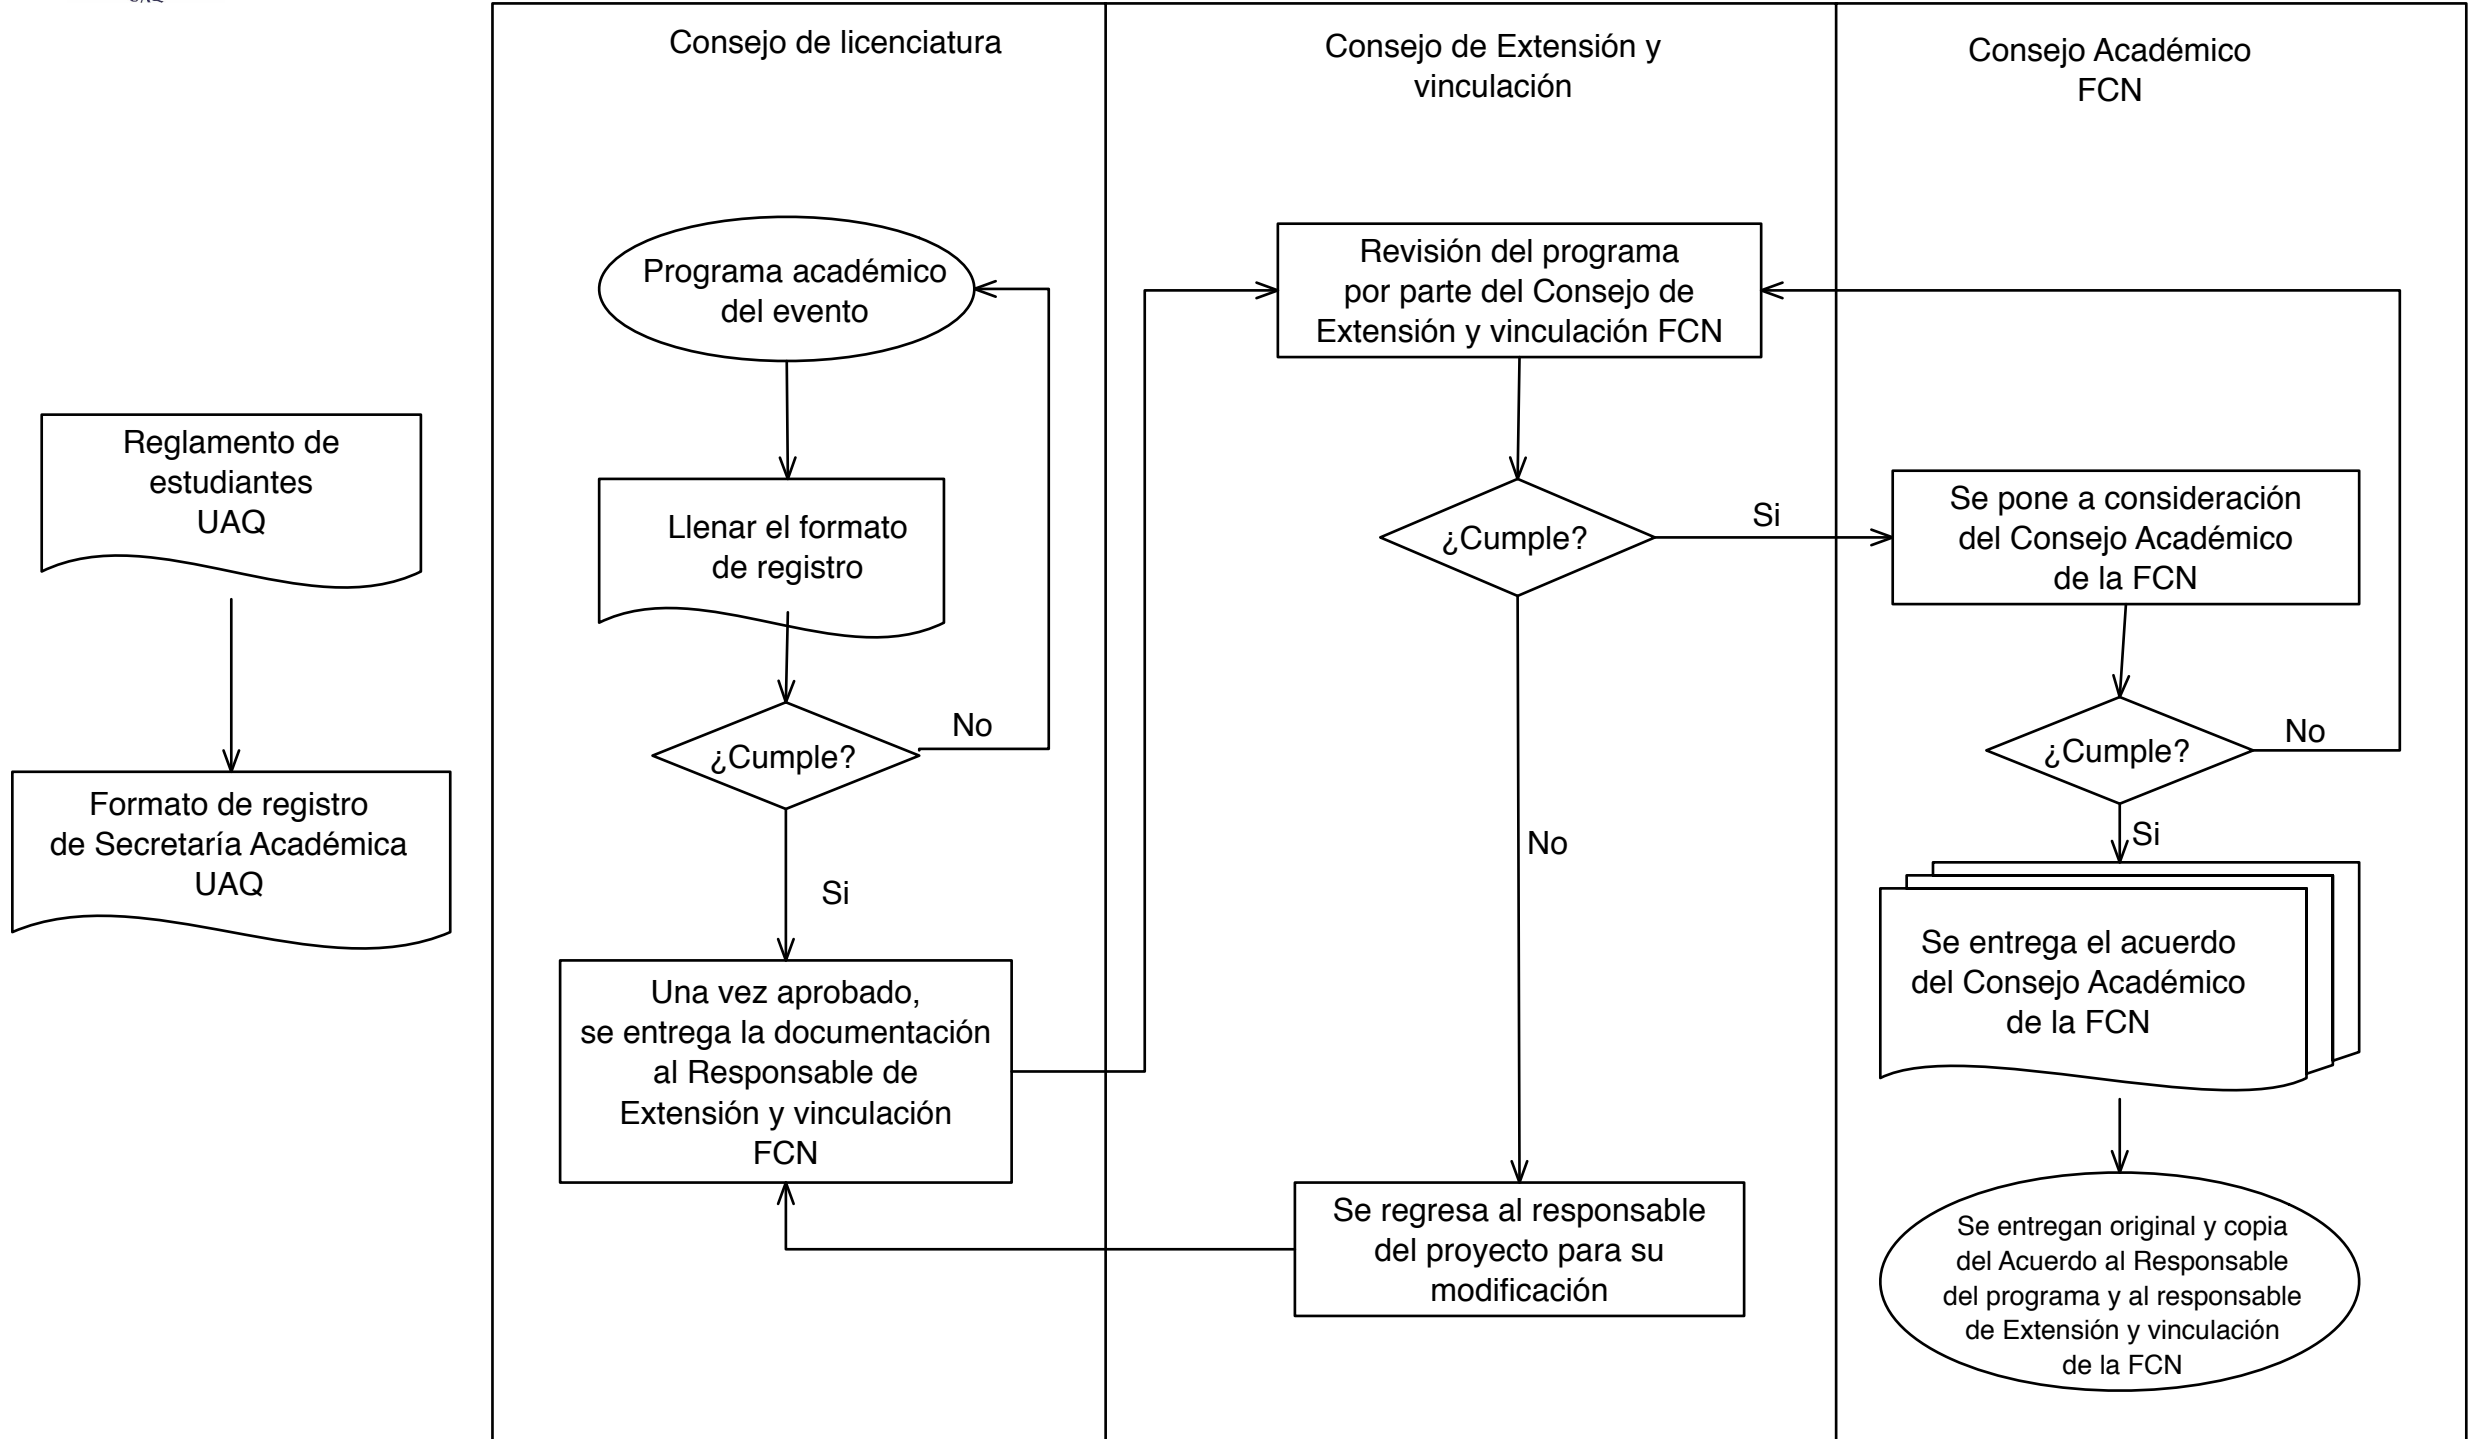 UAQ
Consejo de licenciatura
Consejo de Extensión y
vinculación
Consejo Académico
FCN
Reglamento de
estudiantes
UAQ
Formato de registro
de Secretaría Académica
UAQ
Programa académico
del evento
Llenar el formato
de registro
¿Cumple?
No
Si
Una vez aprobado,
se entrega la documentación
al Responsable de
Extensión y vinculación
FCN
Revisión del programa
por parte del Consejo de
Extensión y vinculación FCN
¿Cumple?
Si
No
Se regresa al responsable
del proyecto para su
modificación
Se pone a consideración
del Consejo Académico
de la FCN
¿Cumple?
No
Si
Se entrega el acuerdo
del Consejo Académico
de la FCN
Se entregan original y copia
del Acuerdo al Responsable
del programa y al responsable
de Extensión y vinculación
de la FCN